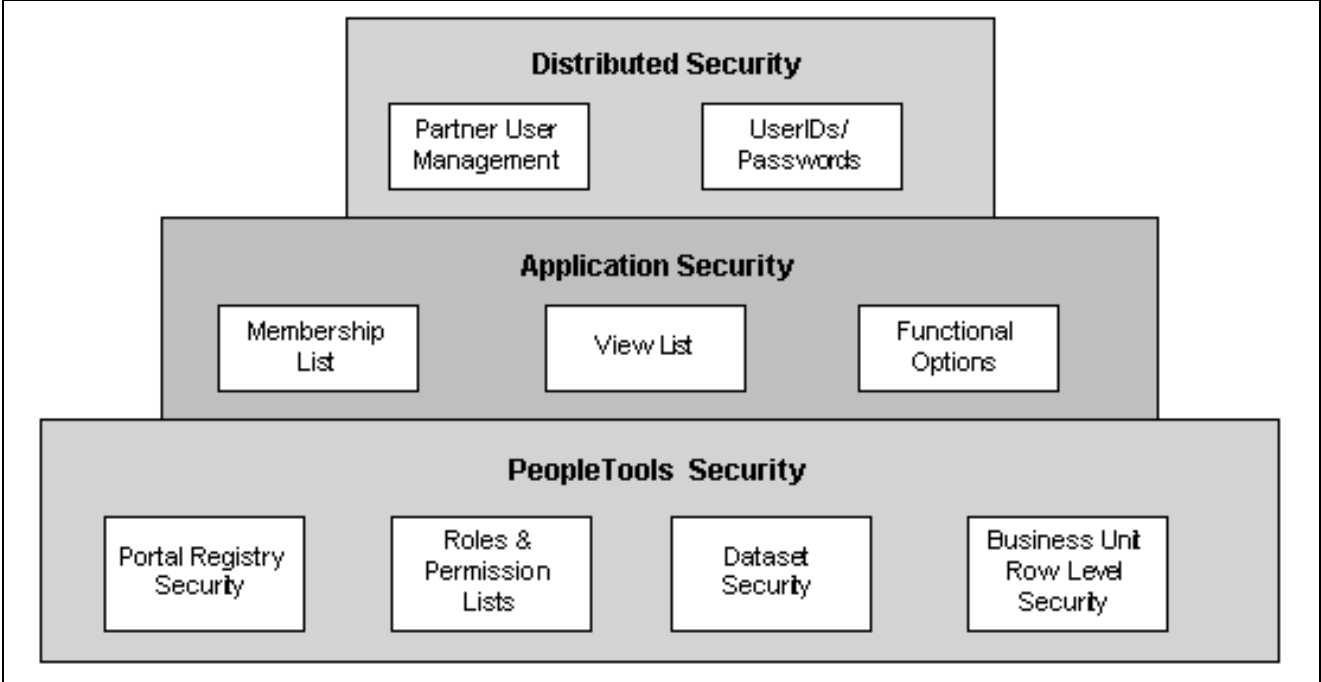 Distributed Security
Partner User
Management
UserIDs/
Passwords
Application Security
Membership
List
View List
Functional
Options
PeopleTools Security
Portal Registry
Security
Roles &
Permission
Lists
Dataset
Security
Business Unit
Row Level
Security